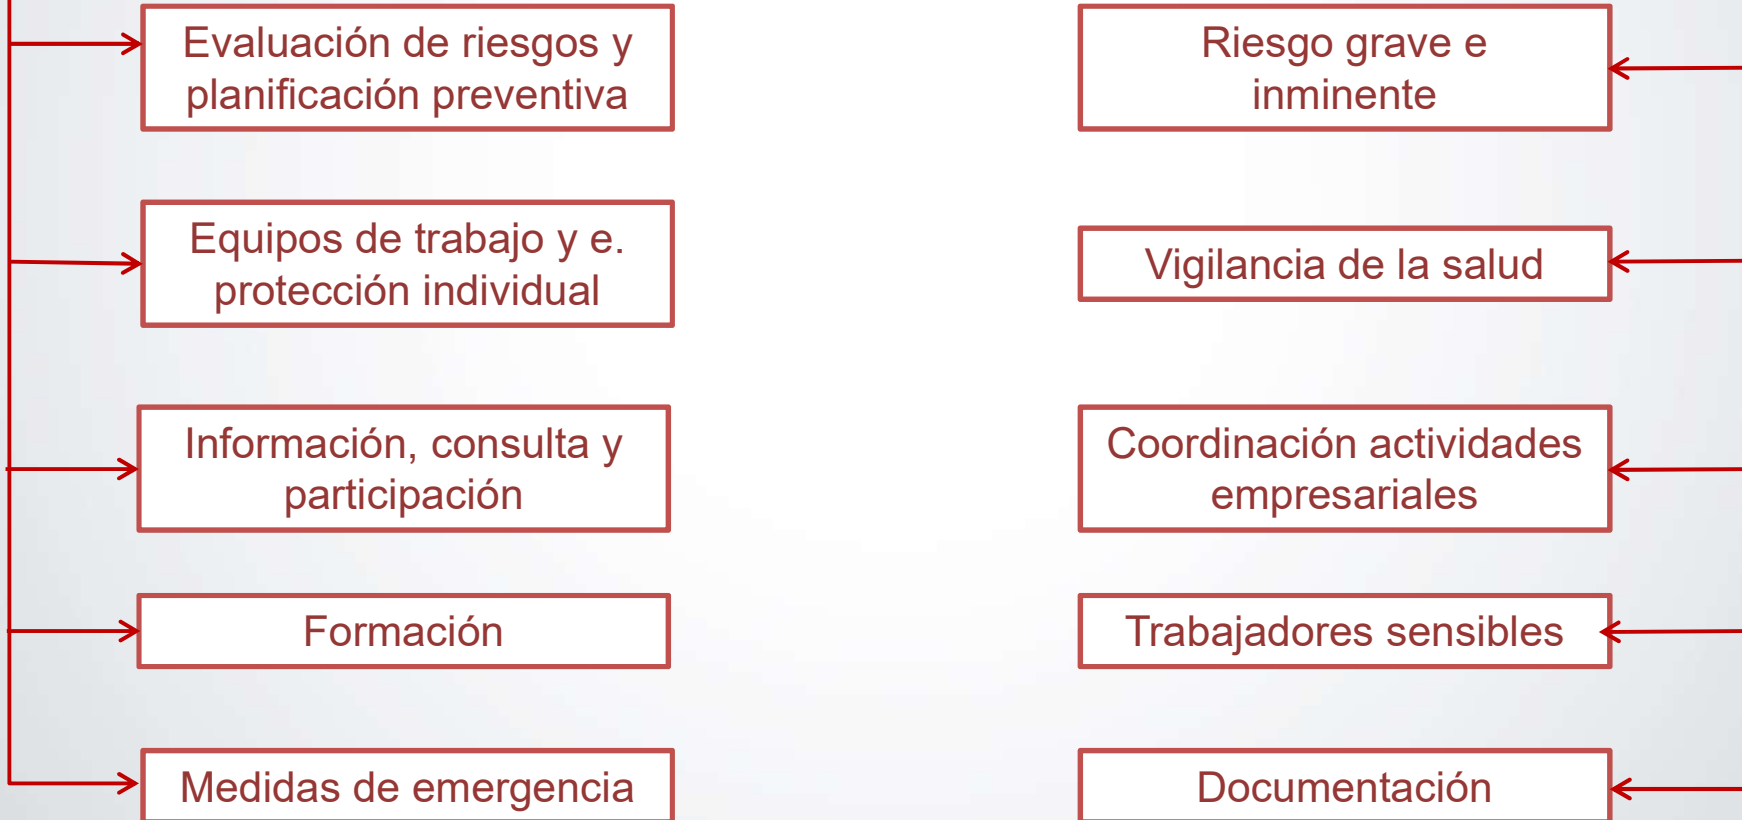 Evaluación de riesgos y
planificación preventiva
Equipos de trabajo y e.
protección individual
Información, consulta y
participación
Formación
Medidas de emergencia
Riesgo grave e
inminente
Vigilancia de la salud
Coordinación actividades
empresariales
Trabajadores sensibles
Documentación